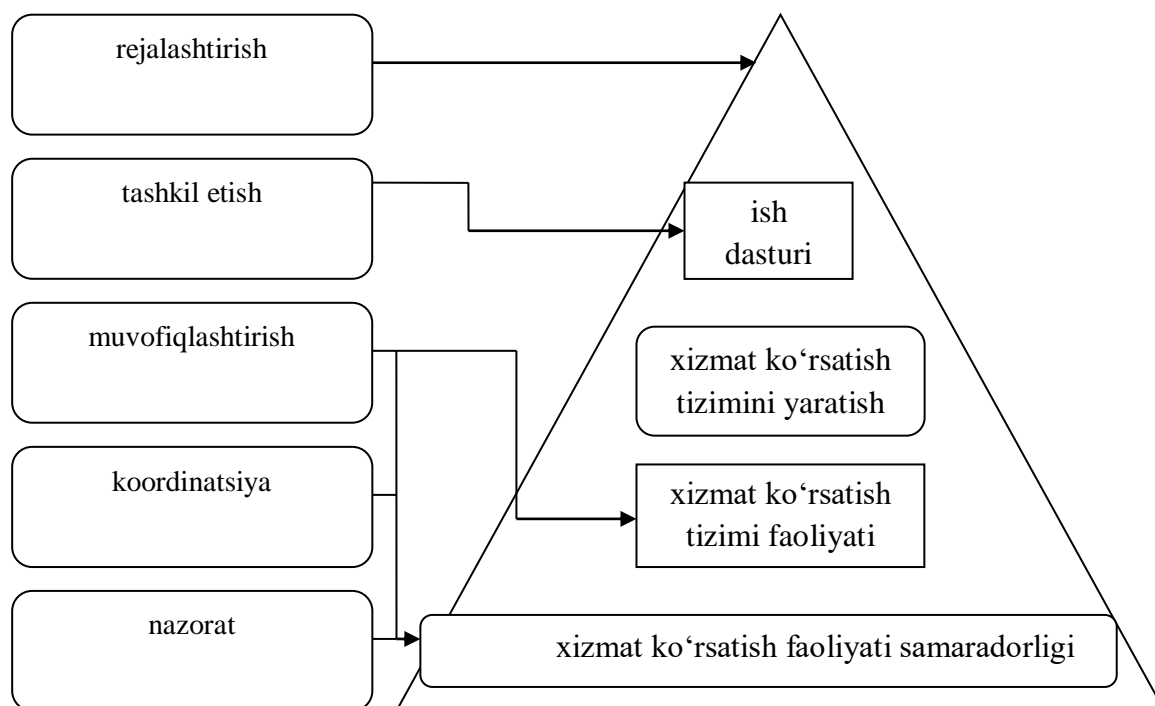 rejalashtirish
tashkil etish
muvofiqlashtirish
koordinatsiya
nazorat
ish
dasturi
xizmat ko‘rsatish
tizimini yaratish
xizmat ko‘rsatish
tizimi faoliyati
xizmat ko‘rsatish faoliyati samaradorligi